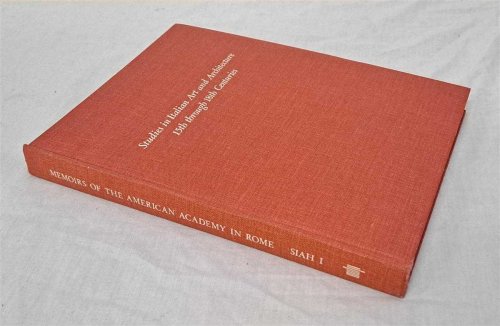 Studies in Italian Art and Architecture
15th through 18th Centuries
MEMOIRS OF THE AMERICAN ACADEMY IN ROME SIAH I